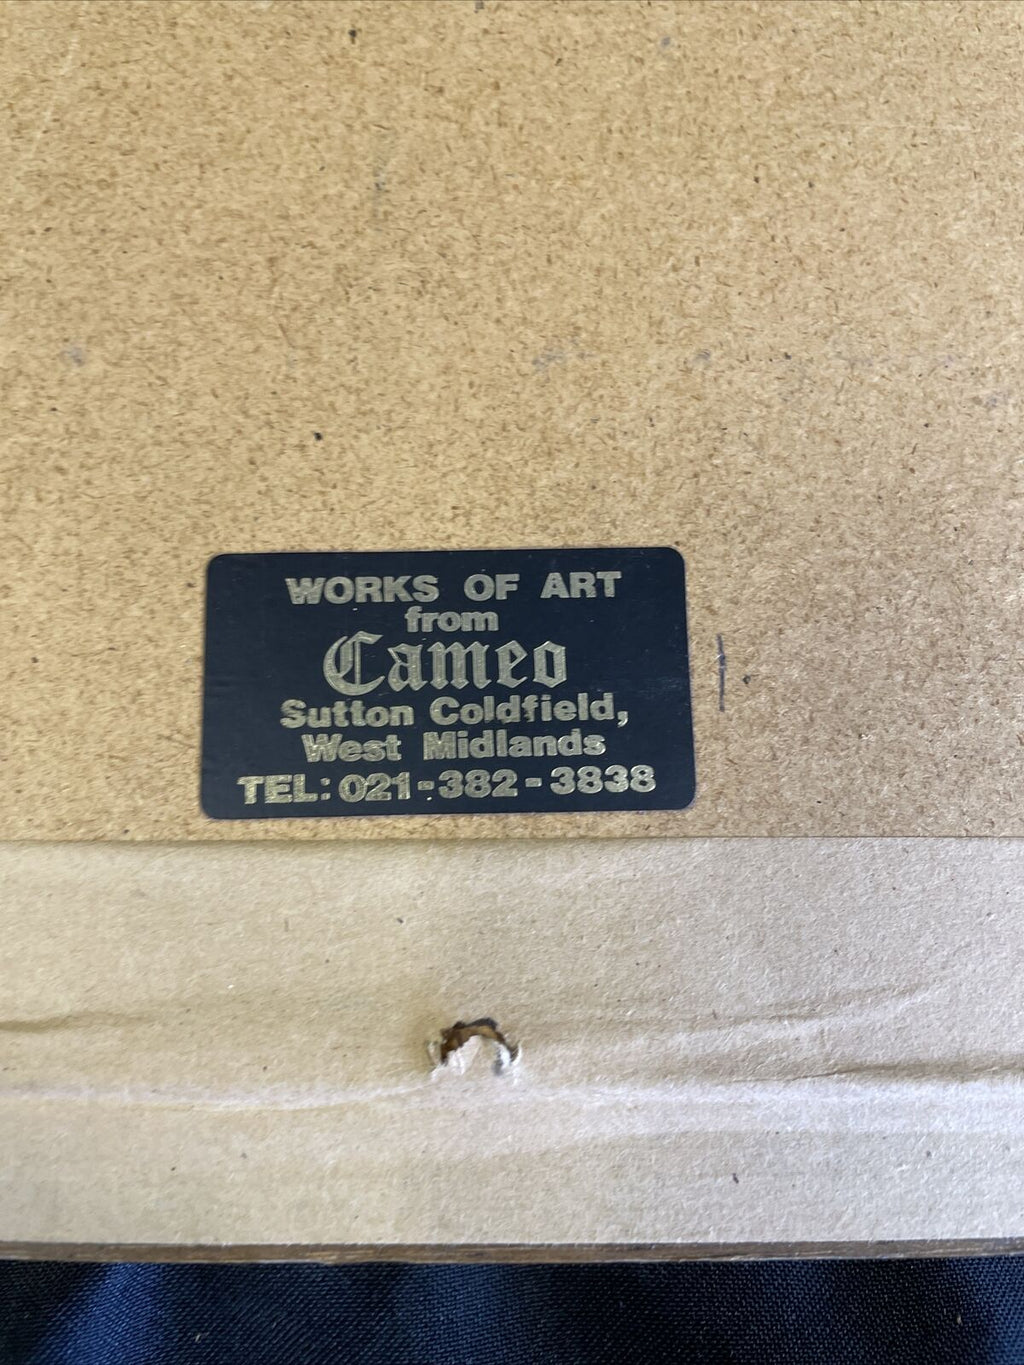 WORKS OF ART
from
Cameo
Sutton Coldfield,
West Midlands
TEL: 021-382-3838